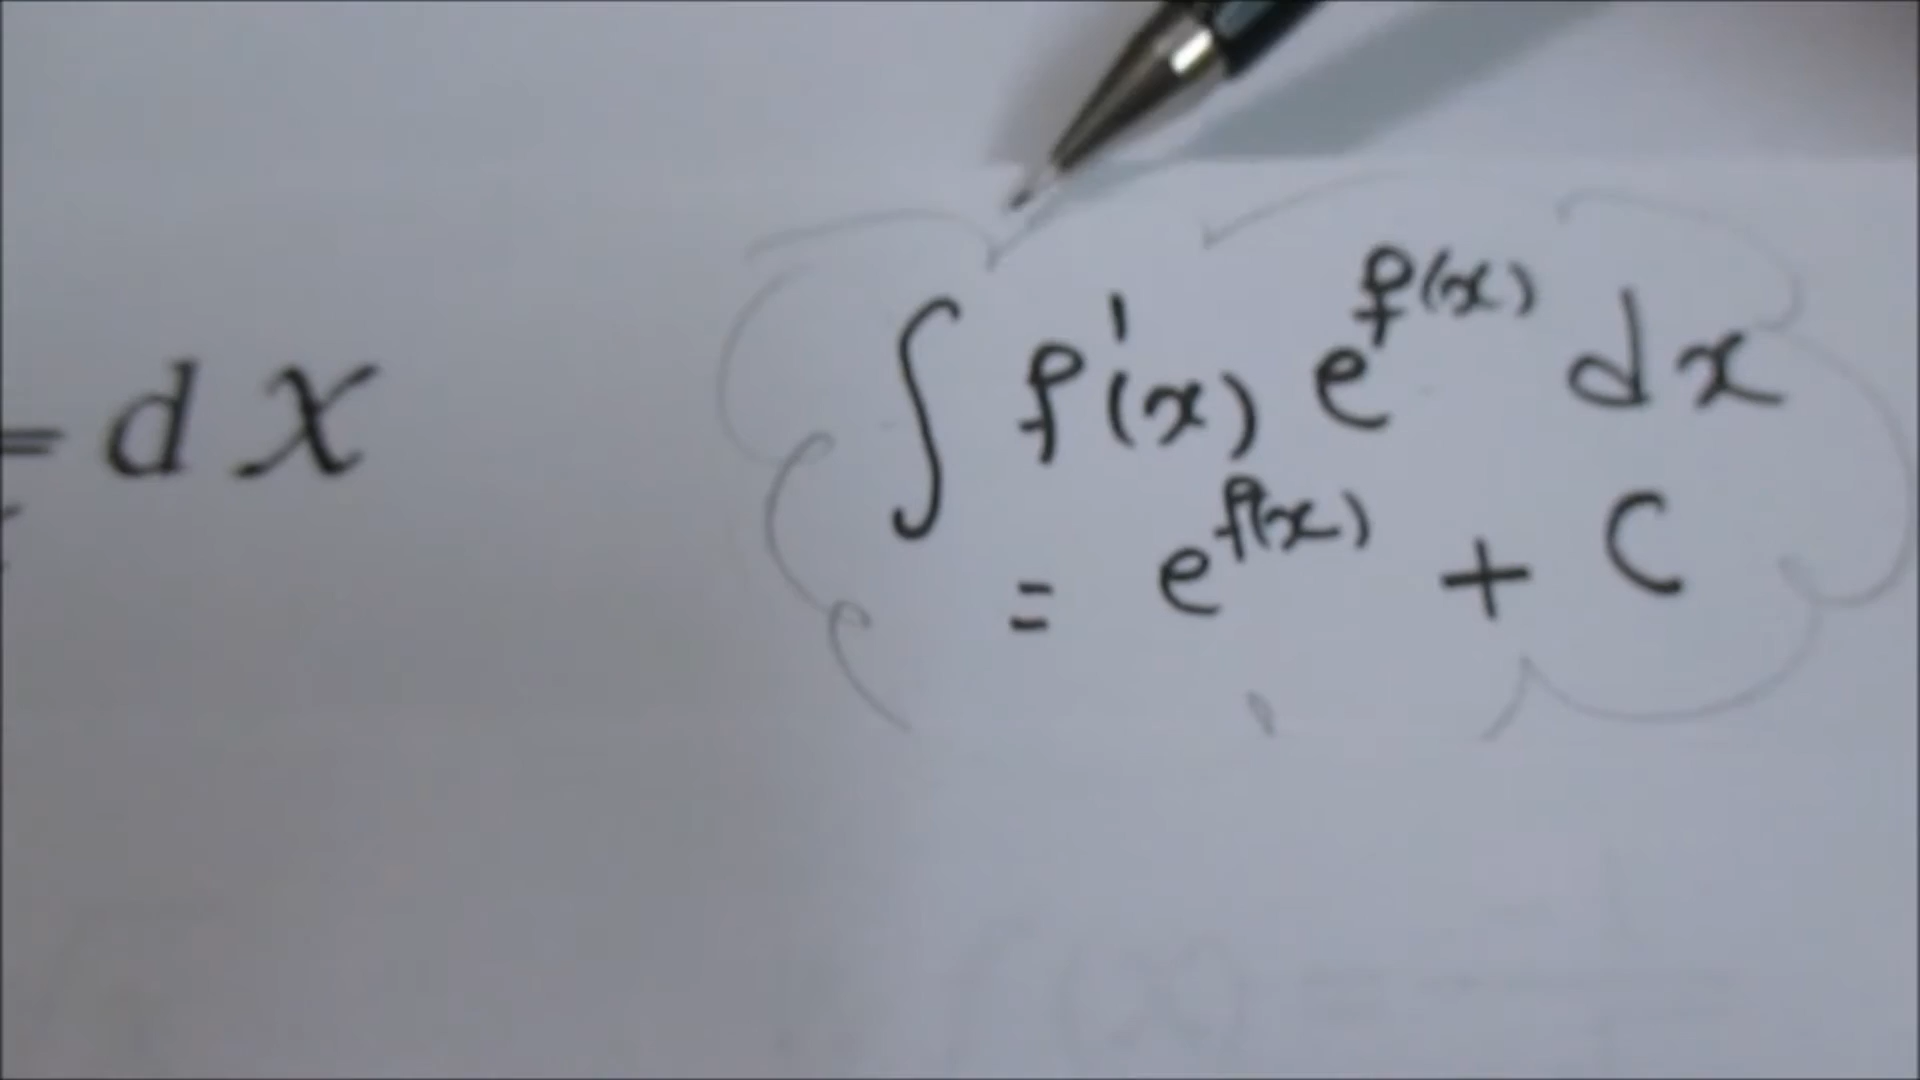 dx
∫ f'(x) e^{f(x)} dx
= e^{f(x)} + C